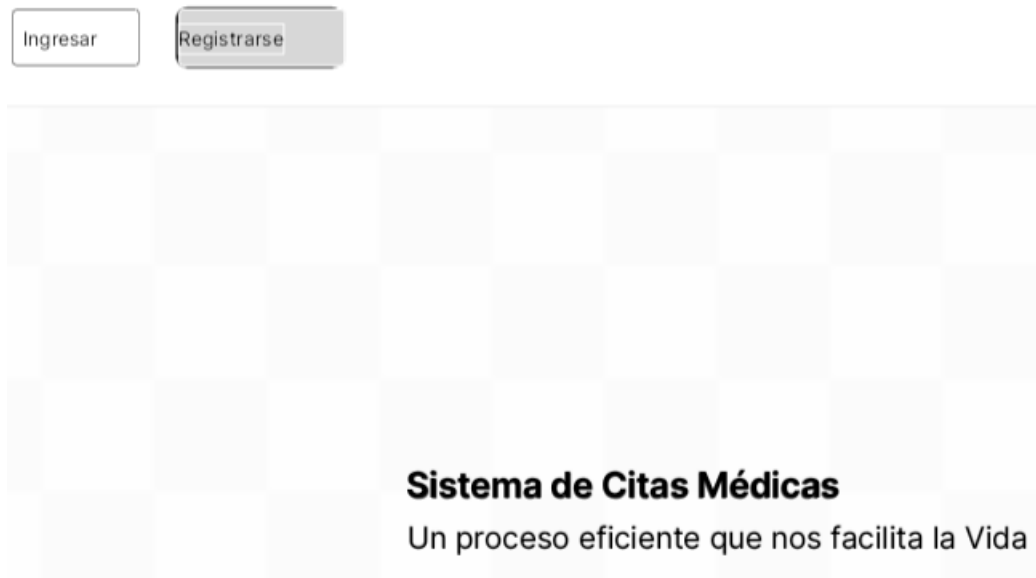 Ingresar
Registrarse
Sistema de Citas Médicas
Un proceso eficiente que nos facilita la Vida